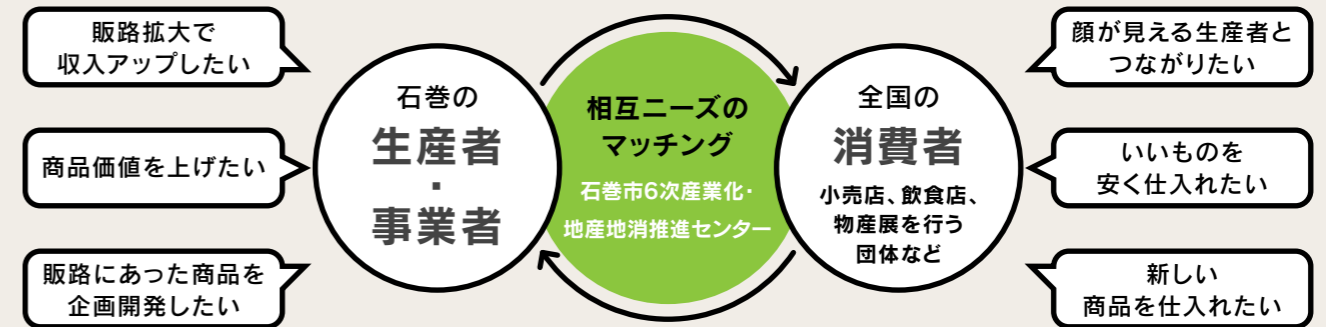 販路拡大で
収入アップしたい
商品価値を上げたい
販路にあった商品を
企画開発したい
石巻の
生産者
・
事業者
相互ニーズの
マッチング
石巻市6次産業化・
地産地消推進センター
全国の
消費者
小売店、飲食店、
物産展を行う
団体など
顔が見える生産者と
つながりたい
いいものを
安く仕入れたい
新しい
商品を仕入れたい